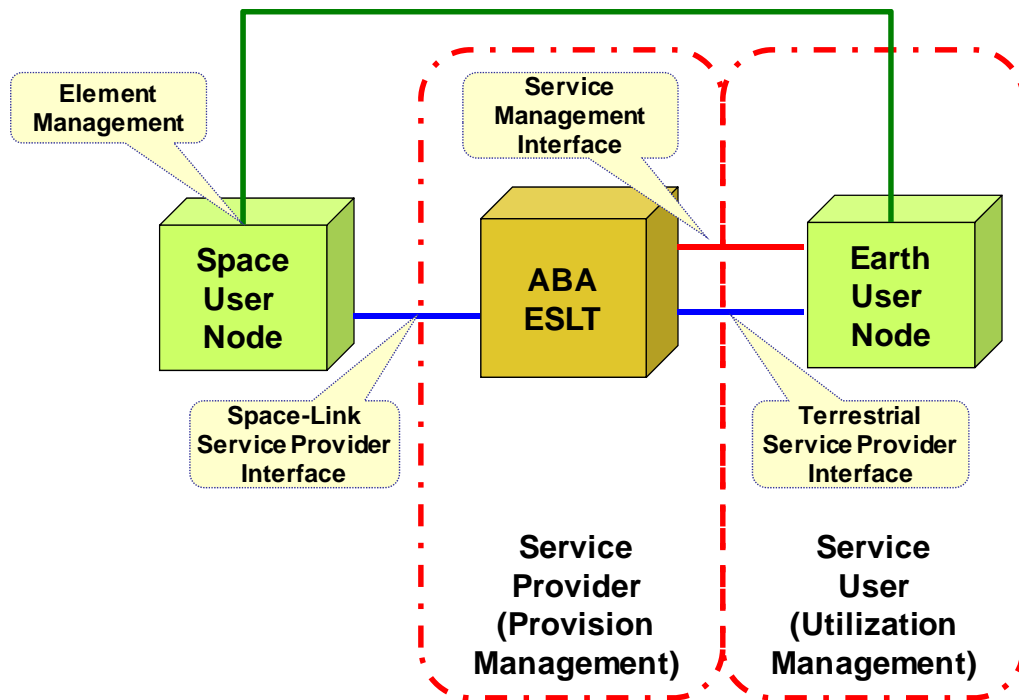 Element
Management
Service
Management
Interface
Space
User
Node
ABA
ESLT
Earth
User
Node
Space-Link
Service Provider
Interface
Terrestrial
Service Provider
Interface
Service
Provider
(Provision
Management)
Service
User
(Utilization
Management)